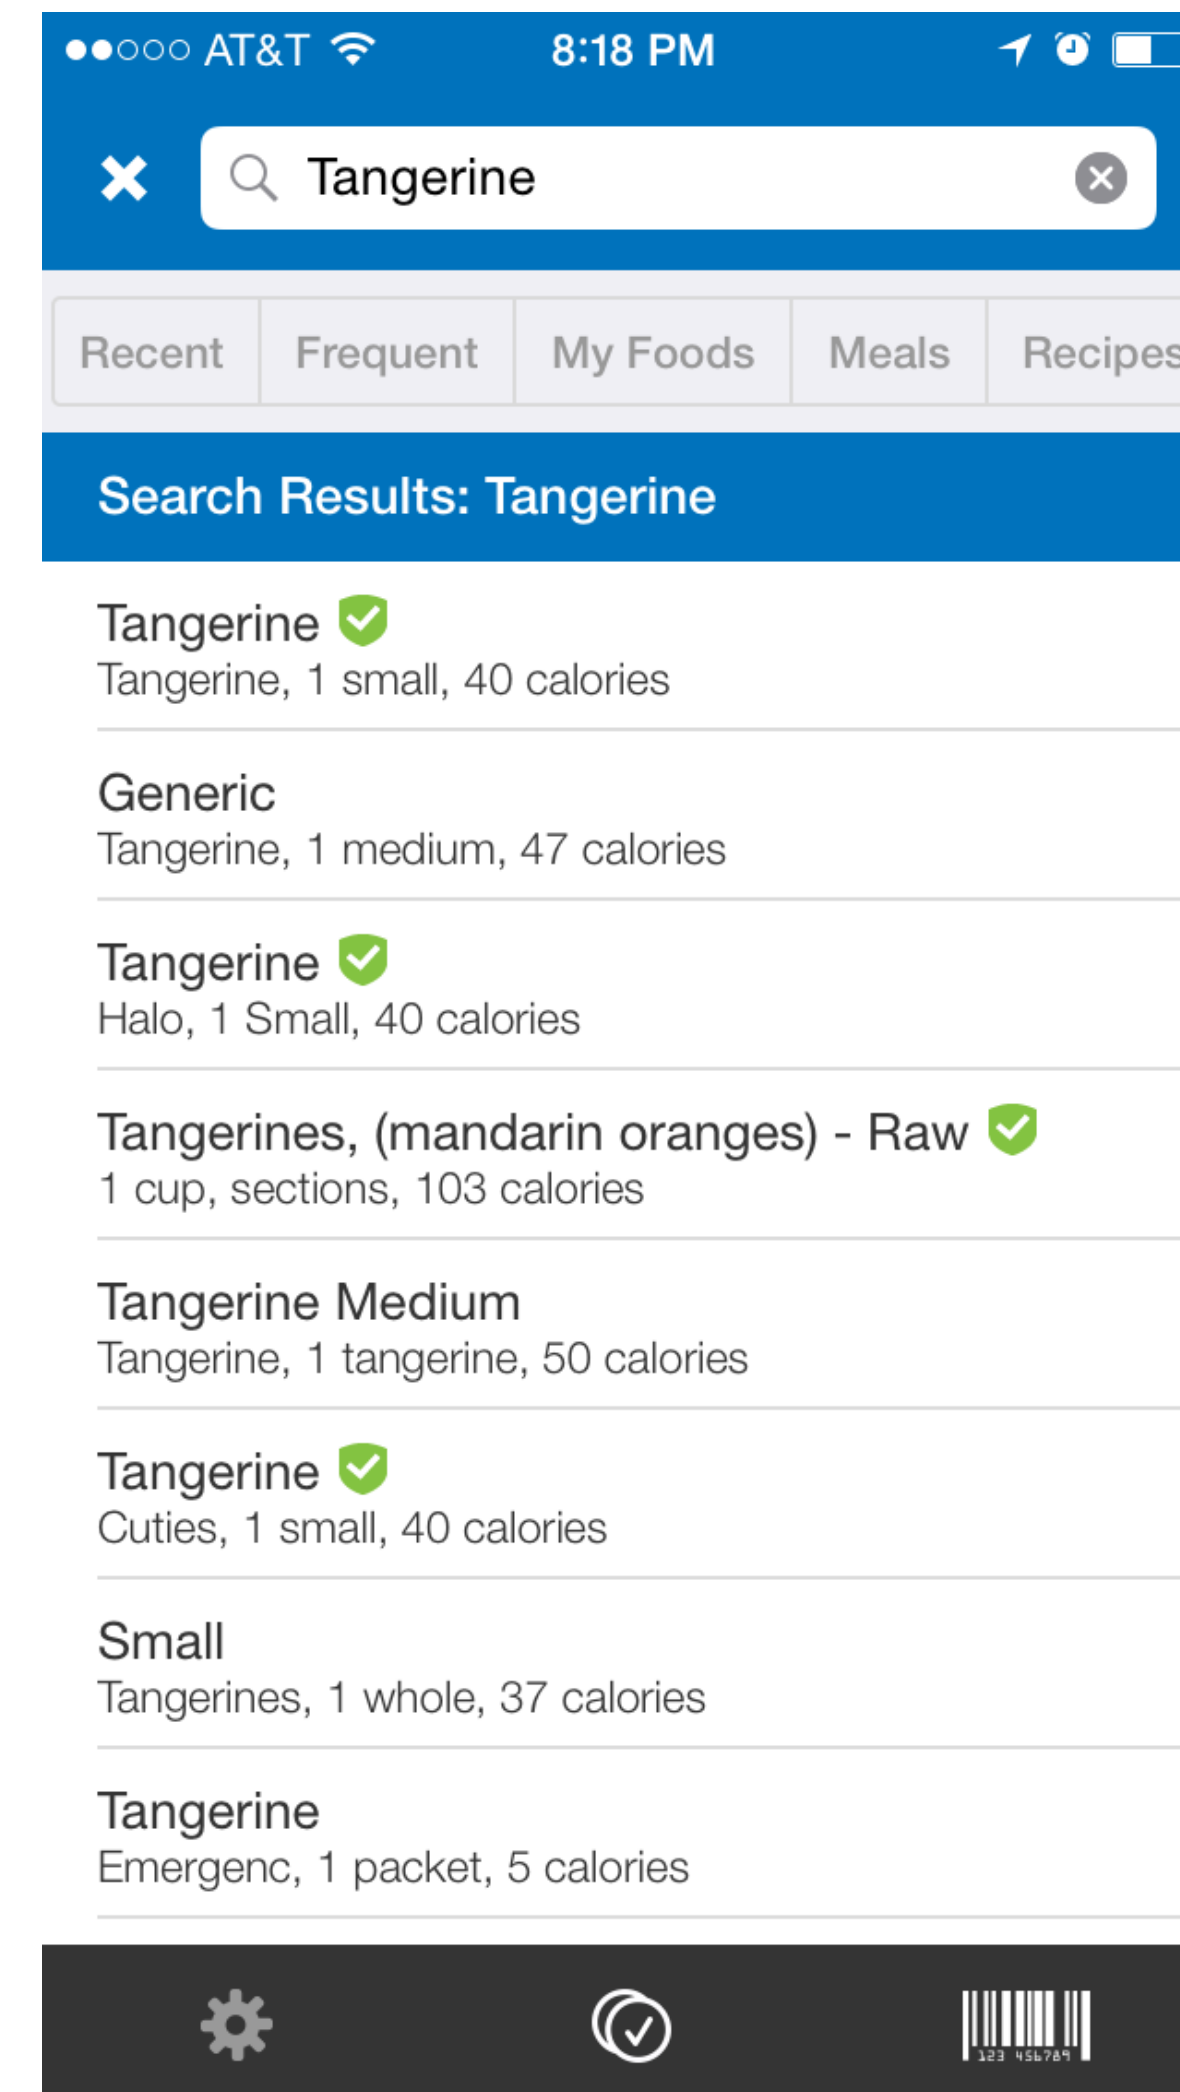 AT&T 8:18 PM
Tangerine
Recent Frequent My Foods Meals Recipes
Search Results: Tangerine
Tangerine
Tangerine, 1 small, 40 calories
Generic
Tangerine, 1 medium, 47 calories
Tangerine
Halo, 1 Small, 40 calories
Tangerines, (mandarin oranges) - Raw
1 cup, sections, 103 calories
Tangerine Medium
Tangerine, 1 tangerine, 50 calories
Tangerine
Cuties, 1 small, 40 calories
Small
Tangerines, 1 whole, 37 calories
Tangerine
Emergenc, 1 packet, 5 calories
123 456789